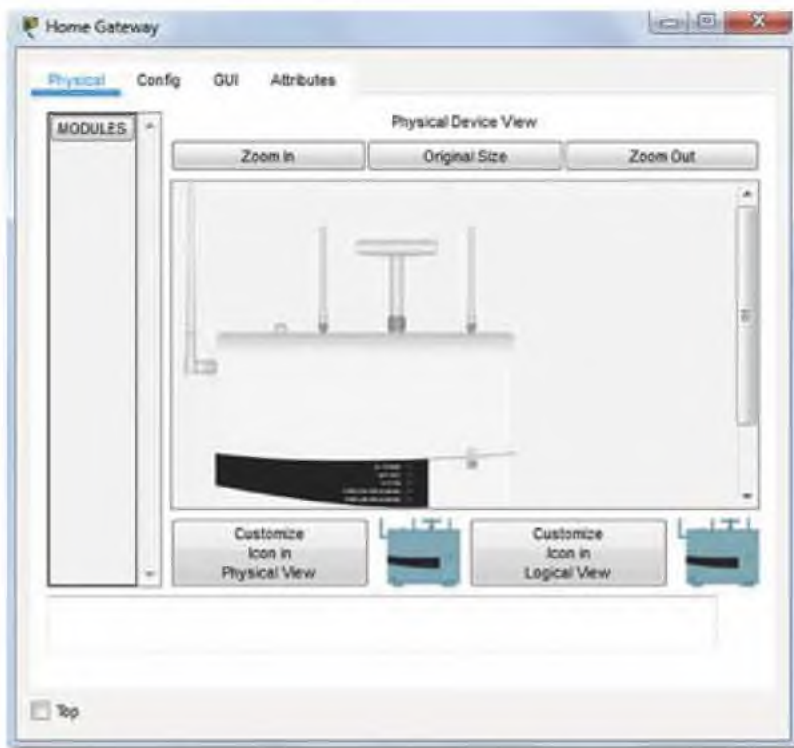 Home Gateway
Physical Config GUI Attributes
MODULES
Physical Device View
Zoom In Original Size Zoom Out
Customize
Icon in
Physical View
Customize
Icon in
Logical View
Top